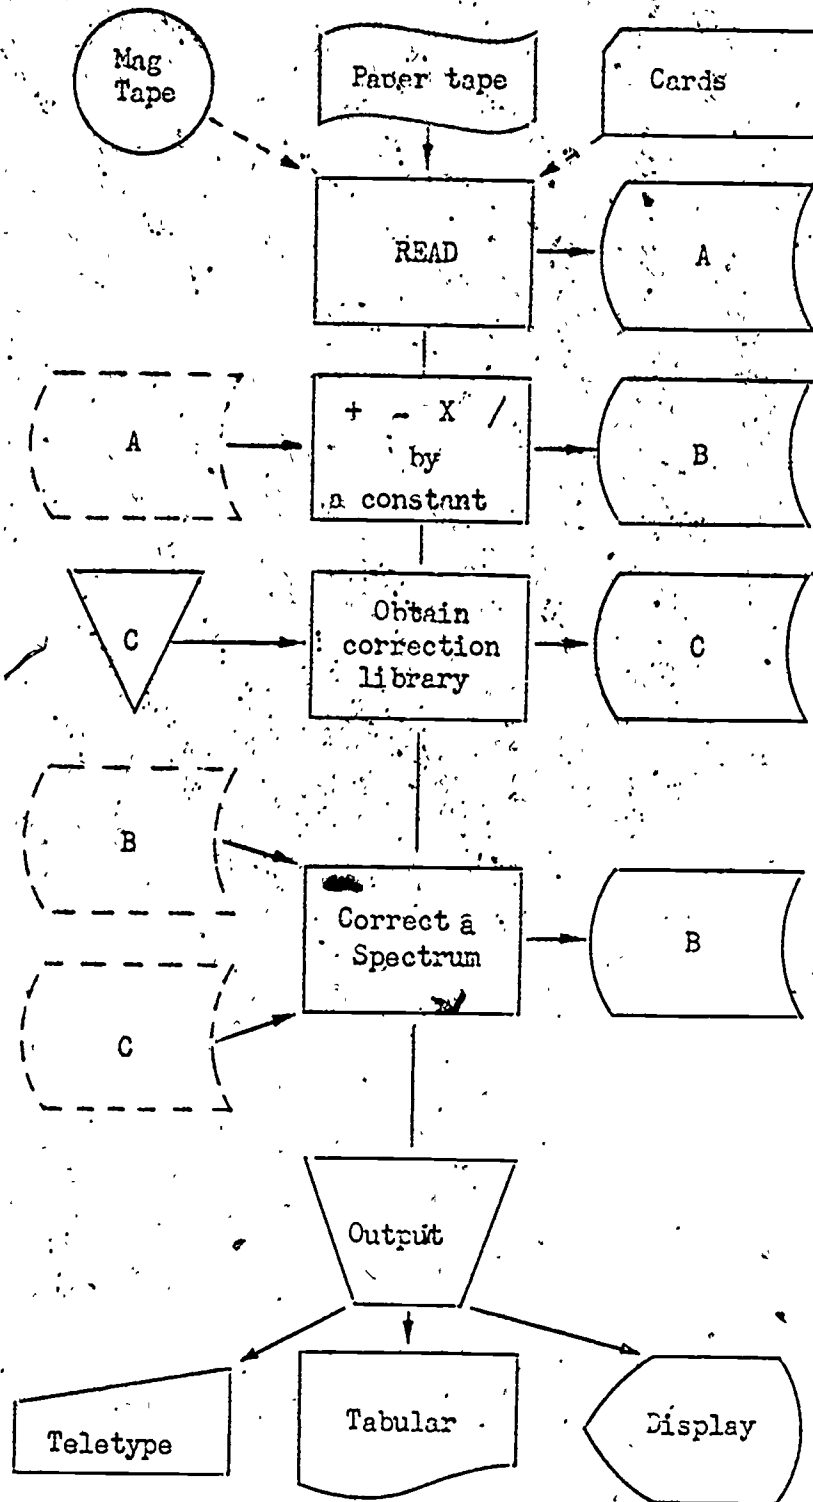 Mag
Tape
Paper tape
Cards
READ
A
A
+ - X /
by
a constant
B
C
Obtain
correction
library
C
B
Correct a
Spectrum
B
C
Output
Teletype
Tabular
Display